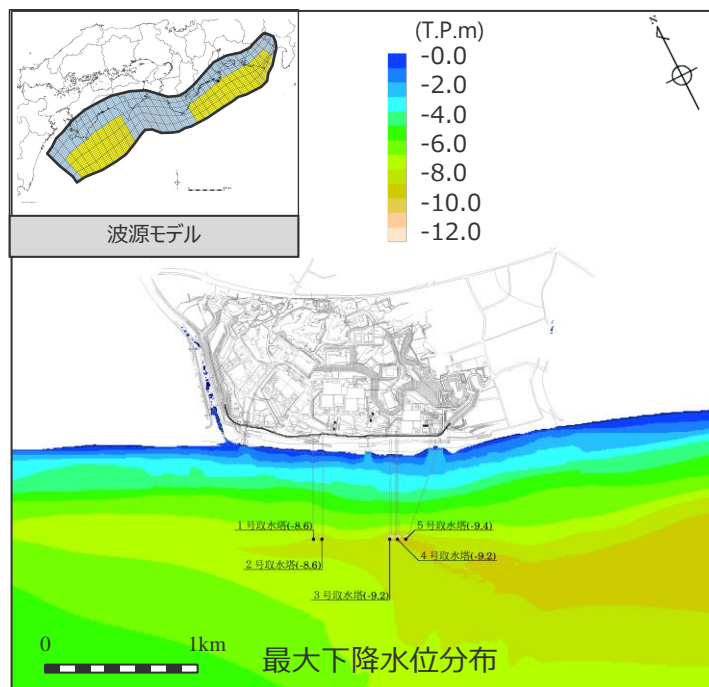 (T.P.m)
-0.0
-2.0
-4.0
-6.0
-8.0
-10.0
-12.0
N
波源モデル
1号取水塔(-8.6)
2号取水塔(-8.6)
3号取水塔(-9.2)
4号取水塔(-9.2)
5号取水塔(-9.4)
0 1km
最大下降水位分布